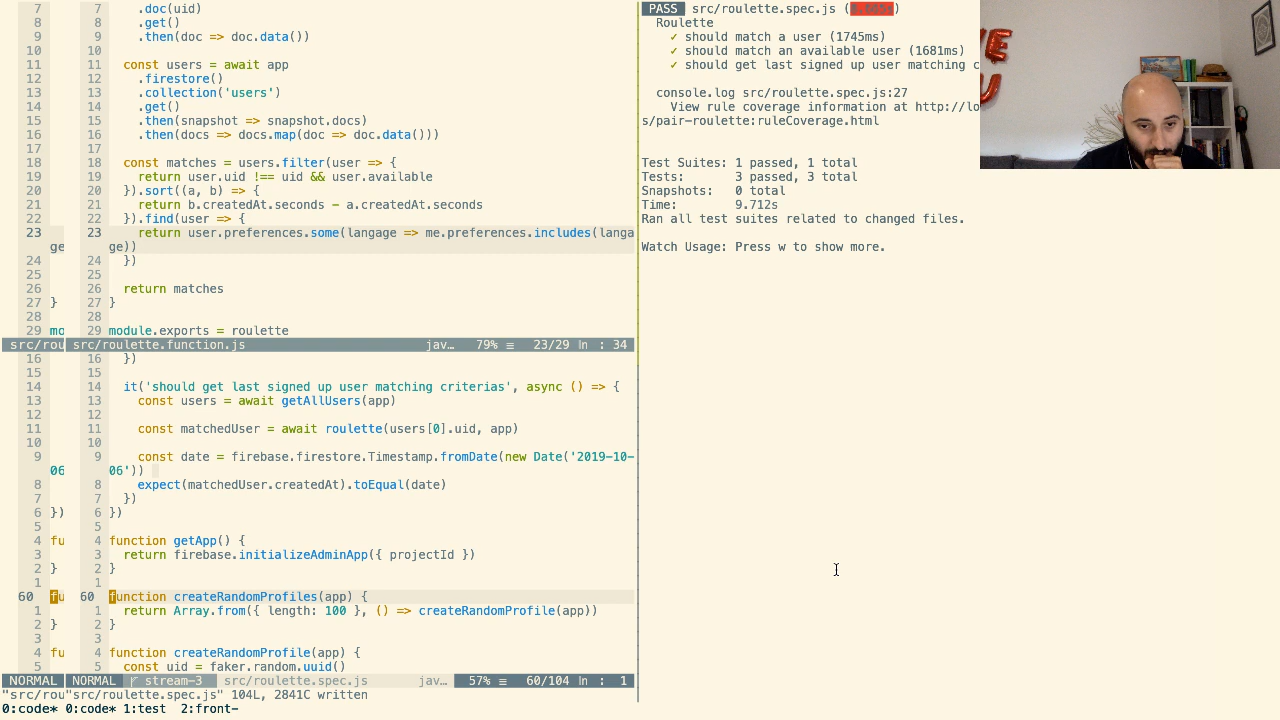 7 7 .doc(uid)
8 8 .get()
9 9 .then(doc => doc.data())
10 10
11 11 const users = await app
12 12 .firestore()
13 13 .collection('users')
14 14 .get()
15 15 .then(snapshot => snapshot.docs)
16 16 .then(docs => docs.map(doc => doc.data()))
17 17
18 18 const matches = users.filter(user => {
19 19 return user.uid !== uid && user.available
20 20 }).sort((a, b) => {
21 21 return b.createdAt.seconds - a.createdAt.seconds
22 22 }).find(user => {
23 23 return user.preferences.some(langage => me.preferences.includes(langa
ge ge))
24 24 })
25 25
26 26 return matches
27 } 27 }
28 28
29 mo 29 module.exports = roulette
src/rou src/roulette.function.js jav… 79% ≡ 23/29 ㏑ : 34
16 16 })
15 15
14 14 it('should get last signed up user matching criterias', async () => {
13 13 const users = await getAllUsers(app)
12 12
11 11 const matchedUser = await roulette(users[0].uid, app)
10 10
9 9 const date = firebase.firestore.Timestamp.fromDate(new Date('2019-10-
06 06'))
8 8 expect(matchedUser.createdAt).toEqual(date)
7 7 })
6 }) 6 })
5 5
4 fu 4 function getApp() {
3 3 return firebase.initializeAdminApp({ projectId })
2 } 2 }
1 1
60 fu 60 function createRandomProfiles(app) {
1 1 return Array.from({ length: 100 }, () => createRandomProfile(app))
2 } 2 }
3 3
4 fu 4 function createRandomProfile(app) {
5 5 const uid = faker.random.uuid()
NORMAL NORMAL stream-3 src/roulette.spec.js jav… 57% ≡ 60/104 ㏑ : 1
"src/rou"src/roulette.spec.js" 104L, 2841C written
0:code* 0:code* 1:test 2:front-
PASS src/roulette.spec.js (
)
Roulette
✓ should match a user (1745ms)
✓ should match an available user (1681ms)
✓ should get last signed up user matching c
console.log src/roulette.spec.js:27
View rule coverage information at http://lo
s/pair-roulette:ruleCoverage.html
Test Suites: 1 passed, 1 total
Tests: 3 passed, 3 total
Snapshots: 0 total
Time: 9.712s
Ran all test suites related to changed files.
Watch Usage: Press w to show more.